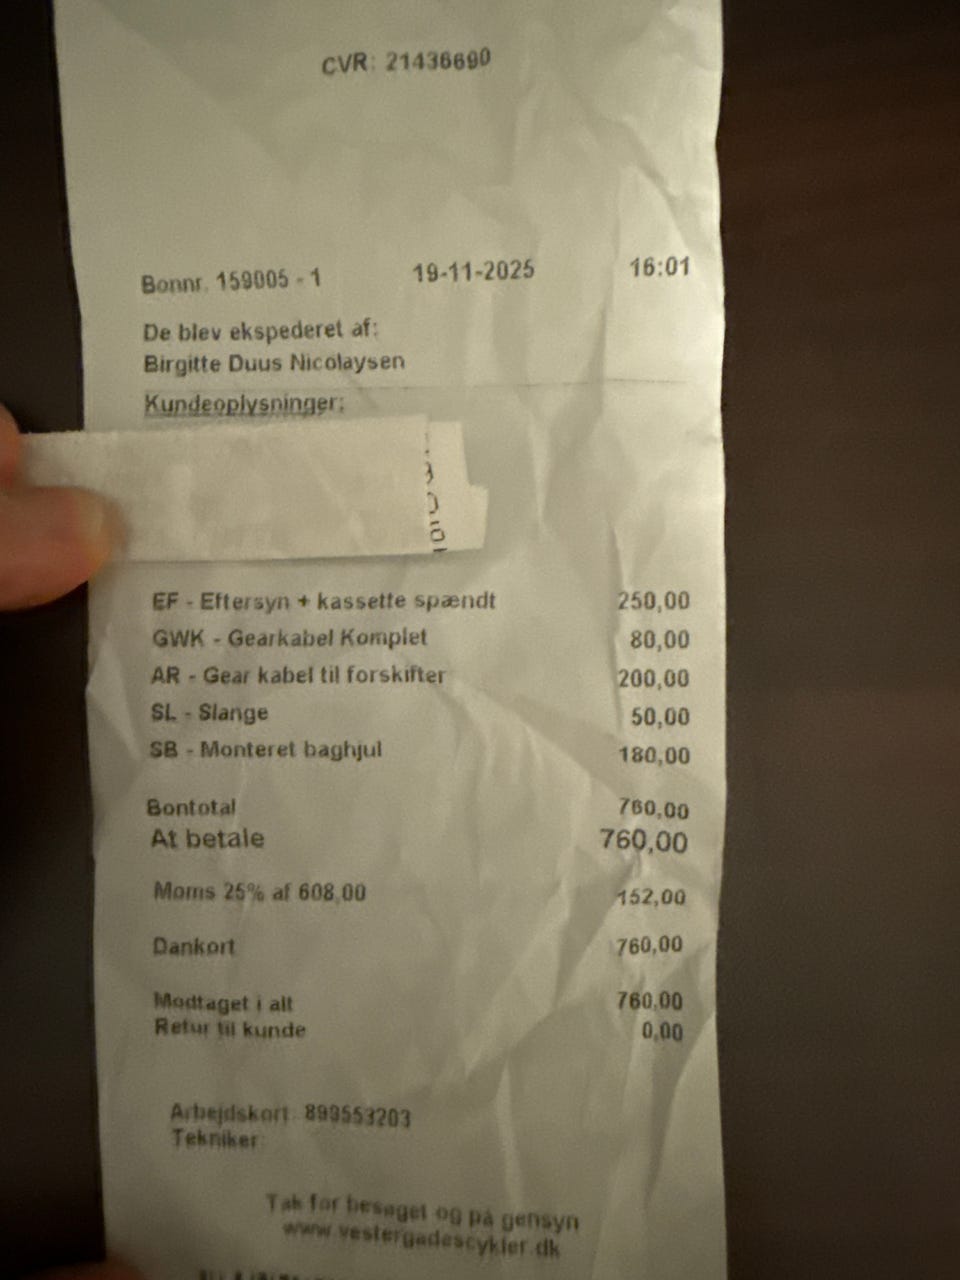 CVR: 21436690
Bonnr. 159005 - 1 19-11-2025 16:01
De blev ekspederet af:
Birgitte Duus Nicolaysen
Kundeoplysninger:
EF - Eftersyn + kassette spændt 250,00
GWK - Gearkabel Komplet 80,00
AR - Gear kabel til forskifter 200,00
SL - Slange 50,00
SB - Monteret baghjul 180,00
Bontotal 760,00
At betale 760,00
Moms 25% af 608,00 152,00
Dankort 760,00
Modtaget i alt 760,00
Retur til kunde 0,00
Arbejdskort: 899553203
Tekniker:
Tak for besøget og på gensyn
www.vestergadescykler.dk